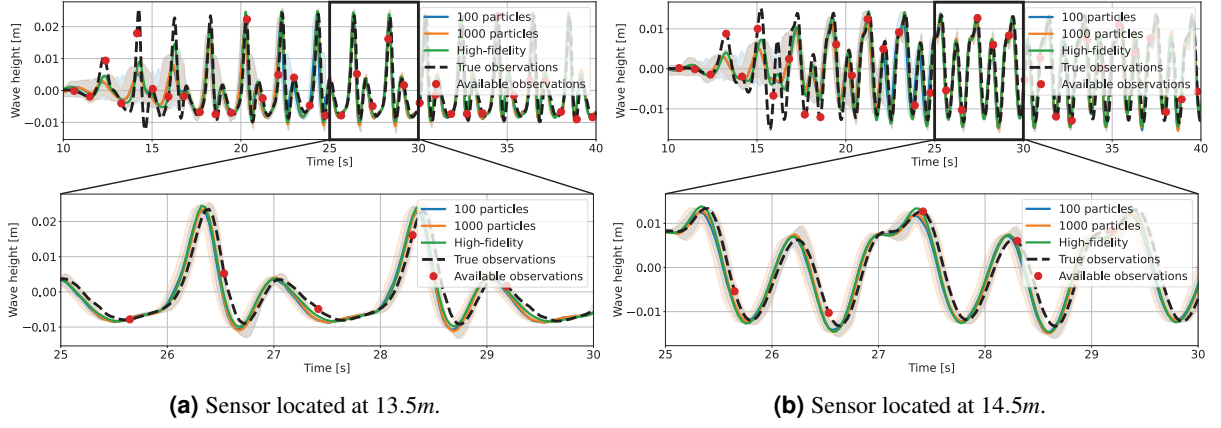 Wave height [m]
0.02
0.01
0.00
−0.01
100 particles
1000 particles
High-fidelity
True observations
Available observations
10 15 20 25 30 35 40
Time [s]
Wave height [m]
0.02
0.01
0.00
−0.01
100 particles
1000 particles
High-fidelity
True observations
Available observations
25 26 27 28 29 30
Time [s]
(a) Sensor located at 13.5m.
Wave height [m]
0.01
0.00
−0.01
100 particles
1000 particles
High-fidelity
True observations
Available observations
10 15 20 25 30 35 40
Time [s]
Wave height [m]
0.01
0.00
−0.01
100 particles
1000 particles
High-fidelity
True observations
Available observations
25 26 27 28 29 30
Time [s]
(b) Sensor located at 14.5m.